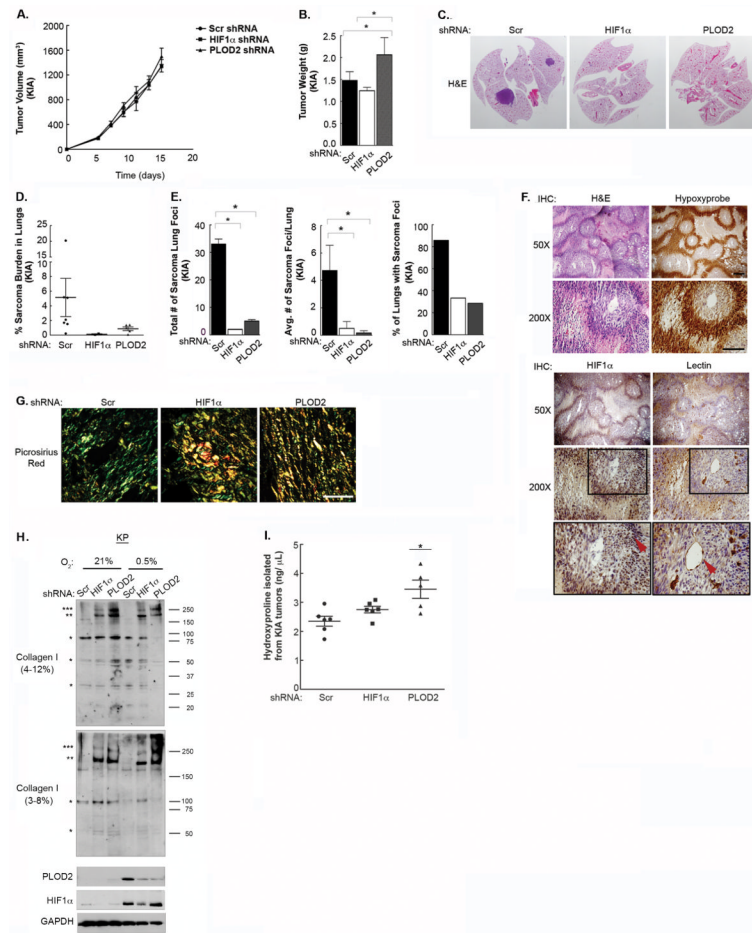 A.
Scr shRNA
HIF1α shRNA
PLOD2 shRNA
Tumor Volume (mm³)
(KIA)
2000
1600
1200
800
400
0
0 5 10 15 20
Time (days)
B.
* *
Tumor Weight (g)
(KIA)
2.5
2.0
1.5
1.0
0.5
0.0
shRNA: Scr HIF1α PLOD2
C.
shRNA: Scr HIF1α PLOD2
H&E
D.
% Sarcoma Burden in Lungs
(KIA)
25
20
15
10
8
6
4
2
0
shRNA: Scr HIF1α PLOD2
E.
Total # of Sarcoma Lung Foci
(KIA)
40
30
20
10
0
* *
shRNA: Scr HIF1α PLOD2
Avg. # of Sarcoma Foci/Lung
(KIA)
8
6
4
2
0
* *
Scr HIF1α PLOD2
% of Lungs with Sarcoma Foci
(KIA)
100
80
60
40
20
0
Scr HIF1α PLOD2
F.
IHC: H&E Hypoxyprobe
50X
200X
IHC: HIF1α Lectin
50X
200X
G. shRNA: Scr HIF1α PLOD2
Picrosirius
Red
H.
KP
O₂: 21% 0.5%
shRNA: Scr HIF1α PLOD2 Scr HIF1α PLOD2
***
**
*
*
*
250
150
100
75
50
37
25
20
Collagen I
(4-12%)
***
**
*
*
250
150
100
75
50
Collagen I
(3-8%)
PLOD2
HIF1α
GAPDH
I.
*
Hydroxyproline isolated
from KIA tumors (ng/ μL)
5
4
3
2
1
0
shRNA: Scr HIF1α PLOD2